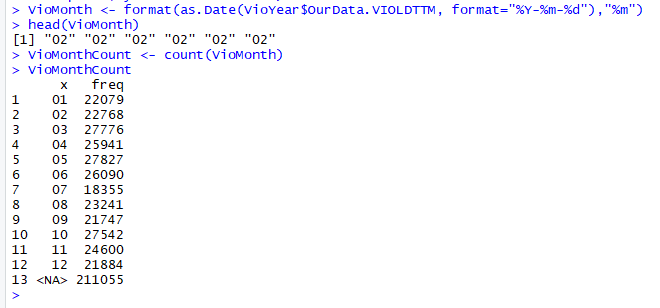 > VioMonth <- format(as.Date(VioYear$OurData.VIOLDTTM, format="%Y-%m-%d"),"%m")
> head(VioMonth)
[1] "02" "02" "02" "02" "02" "02"
> VioMonthCount <- count(VioMonth)
> VioMonthCount
x freq
1 01 22079
2 02 22768
3 03 27776
4 04 25941
5 05 27827
6 06 26090
7 07 18355
8 08 23241
9 09 21747
10 10 27542
11 11 24600
12 12 21884
13 <NA> 211055
>